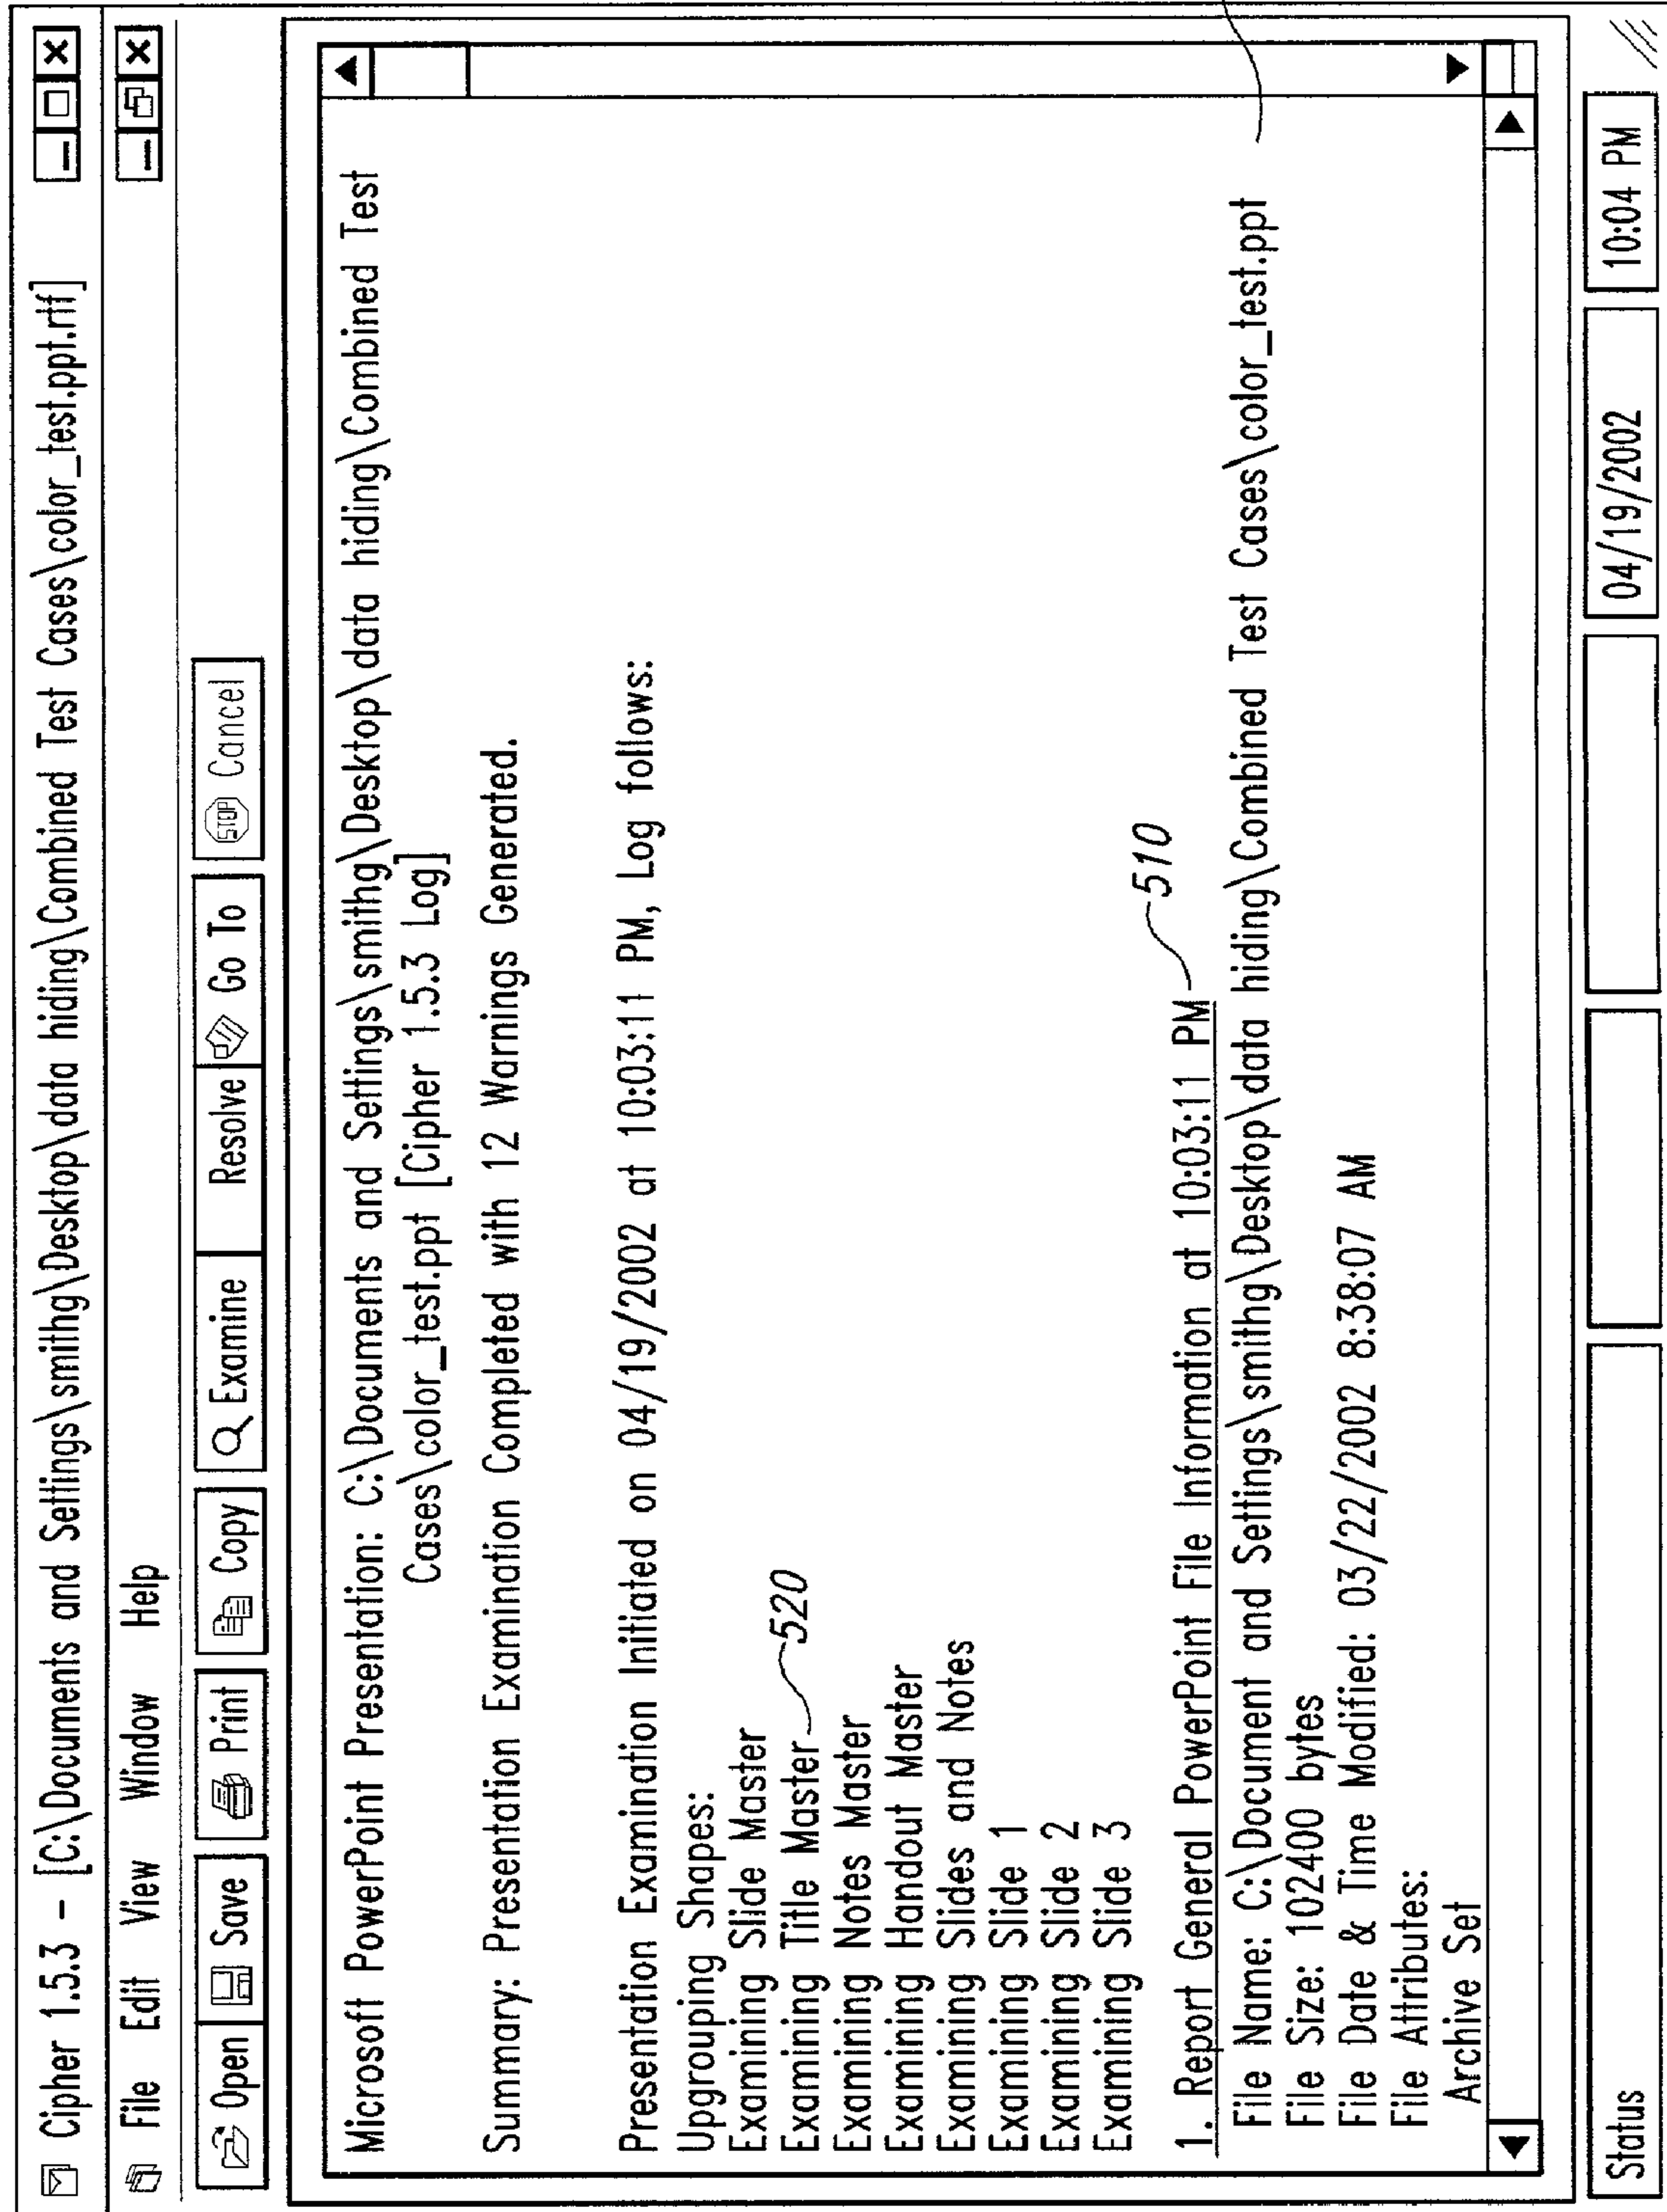 Cipher 1.5.3 - [C:\Documents and Settings\smithg\Desktop\data hiding\Combined Test Cases\color_test.ppt.rtf]
File Edit View Window Help
Open Save Print Copy Examine Resolve Go To STOP Cancel
Microsoft PowerPoint Presentation: C:\Documents and Settings\smithg\Desktop\data hiding\Combined Test
Cases\color_test.ppt [Cipher 1.5.3 Log]
Summary: Presentation Examination Completed with 12 Warnings Generated.
Presentation Examination Initiated on 04/19/2002 at 10:03:11 PM, Log follows:
Upgrouping Shapes:
Examining Slide Master
Examining Title Master 520
Examining Notes Master
Examining Handout Master
Examining Slides and Notes
Examining Slide 1
Examining Slide 2
Examining Slide 3
1. Report General PowerPoint File Information at 10:03:11 PM 510
File Name: C:\Document and Settings\smithg\Desktop\data hiding\Combined Test Cases\color_test.ppt
File Size: 102400 bytes
File Date & Time Modified: 03/22/2002 8:38:07 AM
File Attributes:
Archive Set
Status 04/19/2002 10:04 PM